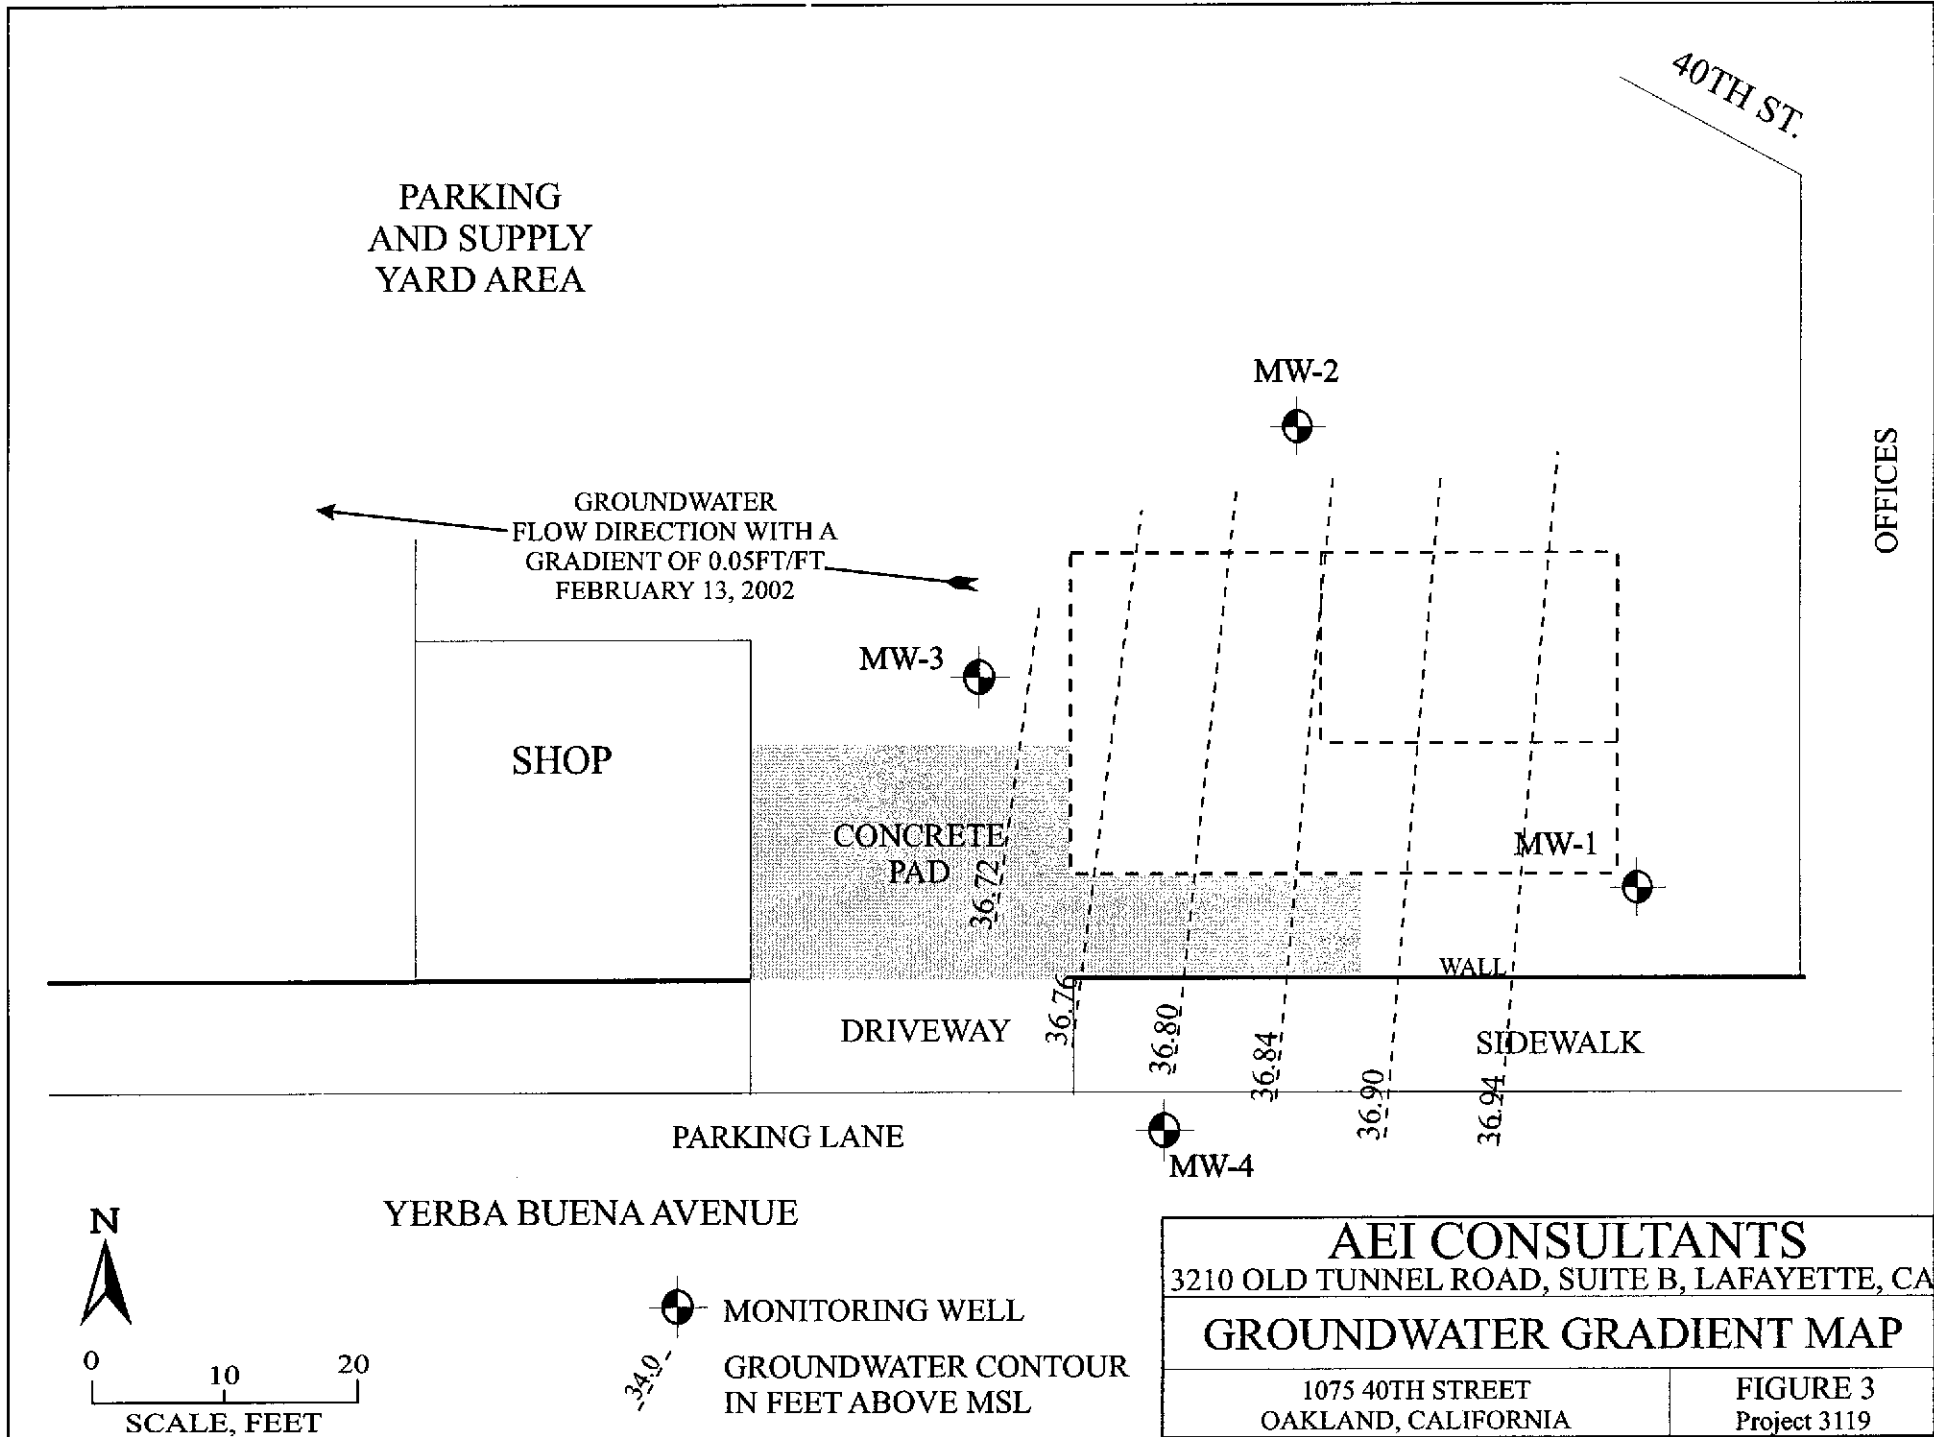 40TH ST.
PARKING
AND SUPPLY
YARD AREA
MW-2
OFFICES
GROUNDWATER
FLOW DIRECTION WITH A
GRADIENT OF 0.05FT/FT
FEBRUARY 13, 2002
MW-3
SHOP
CONCRETE
PAD
MW-1
36.72
WALL
36.76
36.80
36.84
36.90
36.94
DRIVEWAY
SIDEWALK
PARKING LANE
MW-4
YERBA BUENA AVENUE
N
0 10 20
SCALE, FEET
MONITORING WELL
34.0
GROUNDWATER CONTOUR
IN FEET ABOVE MSL
AEI CONSULTANTS
3210 OLD TUNNEL ROAD, SUITE B, LAFAYETTE, CA
GROUNDWATER GRADIENT MAP
1075 40TH STREET
OAKLAND, CALIFORNIA
FIGURE 3
Project 3119